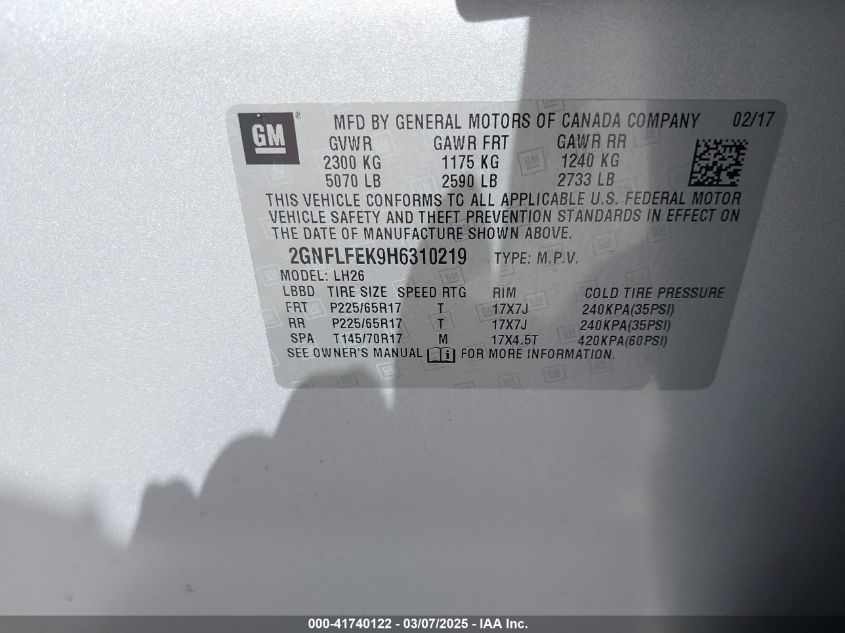 GM ® MFD BY GENERAL MOTORS OF CANADA COMPANY 02/17
GVWR GAWR FRT GAWR RR
2300 KG 1175 KG 1240 KG
5070 LB 2590 LB 2733 LB
THIS VEHICLE CONFORMS TO ALL APPLICABLE U.S. FEDERAL MOTOR
VEHICLE SAFETY AND THEFT PREVENTION STANDARDS IN EFFECT ON
THE DATE OF MANUFACTURE SHOWN ABOVE.
2GNFLFEK9H6310219 TYPE: M.P.V.
MODEL: LH26
LBBD TIRE SIZE SPEED RTG RIM COLD TIRE PRESSURE
FRT P225/65R17 T 17X7J 240KPA(35PSI)
RR P225/65R17 T 17X7J 240KPA(35PSI)
SPA T145/70R17 M 17X4.5T 420KPA(60PSI)
SEE OWNER'S MANUAL i FOR MORE INFORMATION.
000-41740122 — 03/07/2025 — IAA Inc.